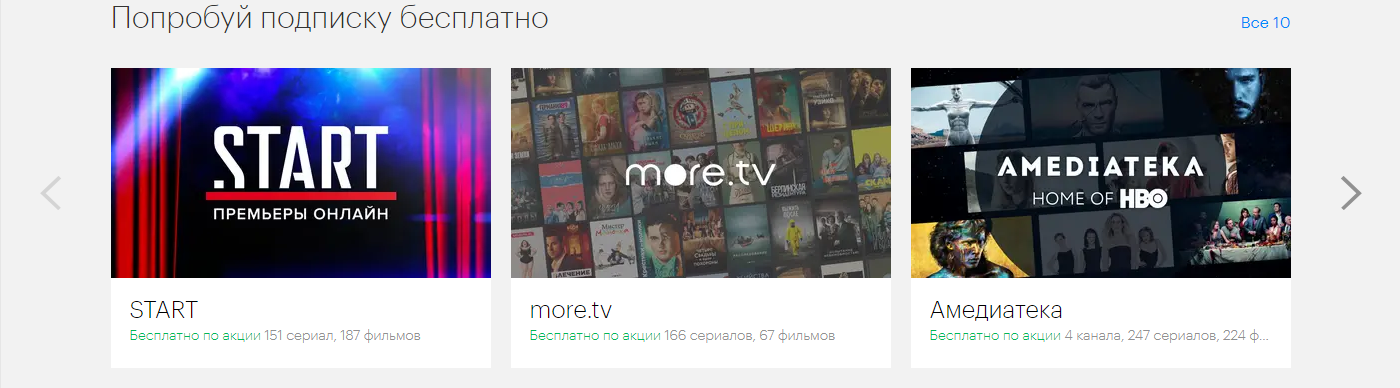 Попробуй подписку бесплатно
Все 10
START
ПРЕМЬЕРЫ ОНЛАЙН
more.tv
AMEDIATEKA
HOME OF HBO
START
Бесплатно по акции 151 сериал, 187 фильмов
more.tv
Бесплатно по акции 166 сериалов, 67 фильмов
Амедиатека
Бесплатно по акции 4 канала, 247 сериалов, 224 ф...